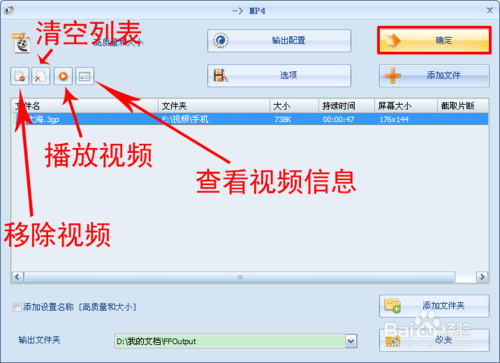 -> MP4
清空列表
高质量和大小
输出配置
确定
选项
添加文件
文件名 文件夹 大小 持续时间 屏幕大小 截取片断
大海.3gp E:\视频\手机 738K 00:00:47 176x144
播放视频
查看视频信息
移除视频
添加设置名称 [高质量和大小]
添加文件夹
输出文件夹
D:\我的文档\FFOutput
改变
Baidu经验